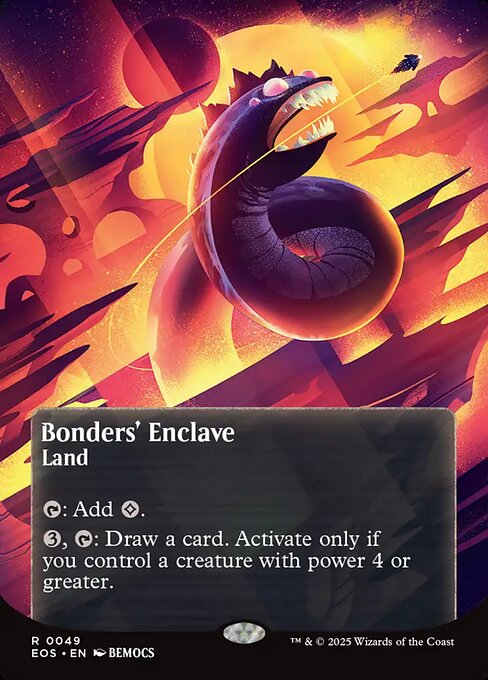 Bonders’ Enclave
Land
: Add .
3, : Draw a card. Activate only if
you control a creature with power 4 or
greater.
R 0049
EOS • EN BEMOCS
™ & © 2025 Wizards of the Coast